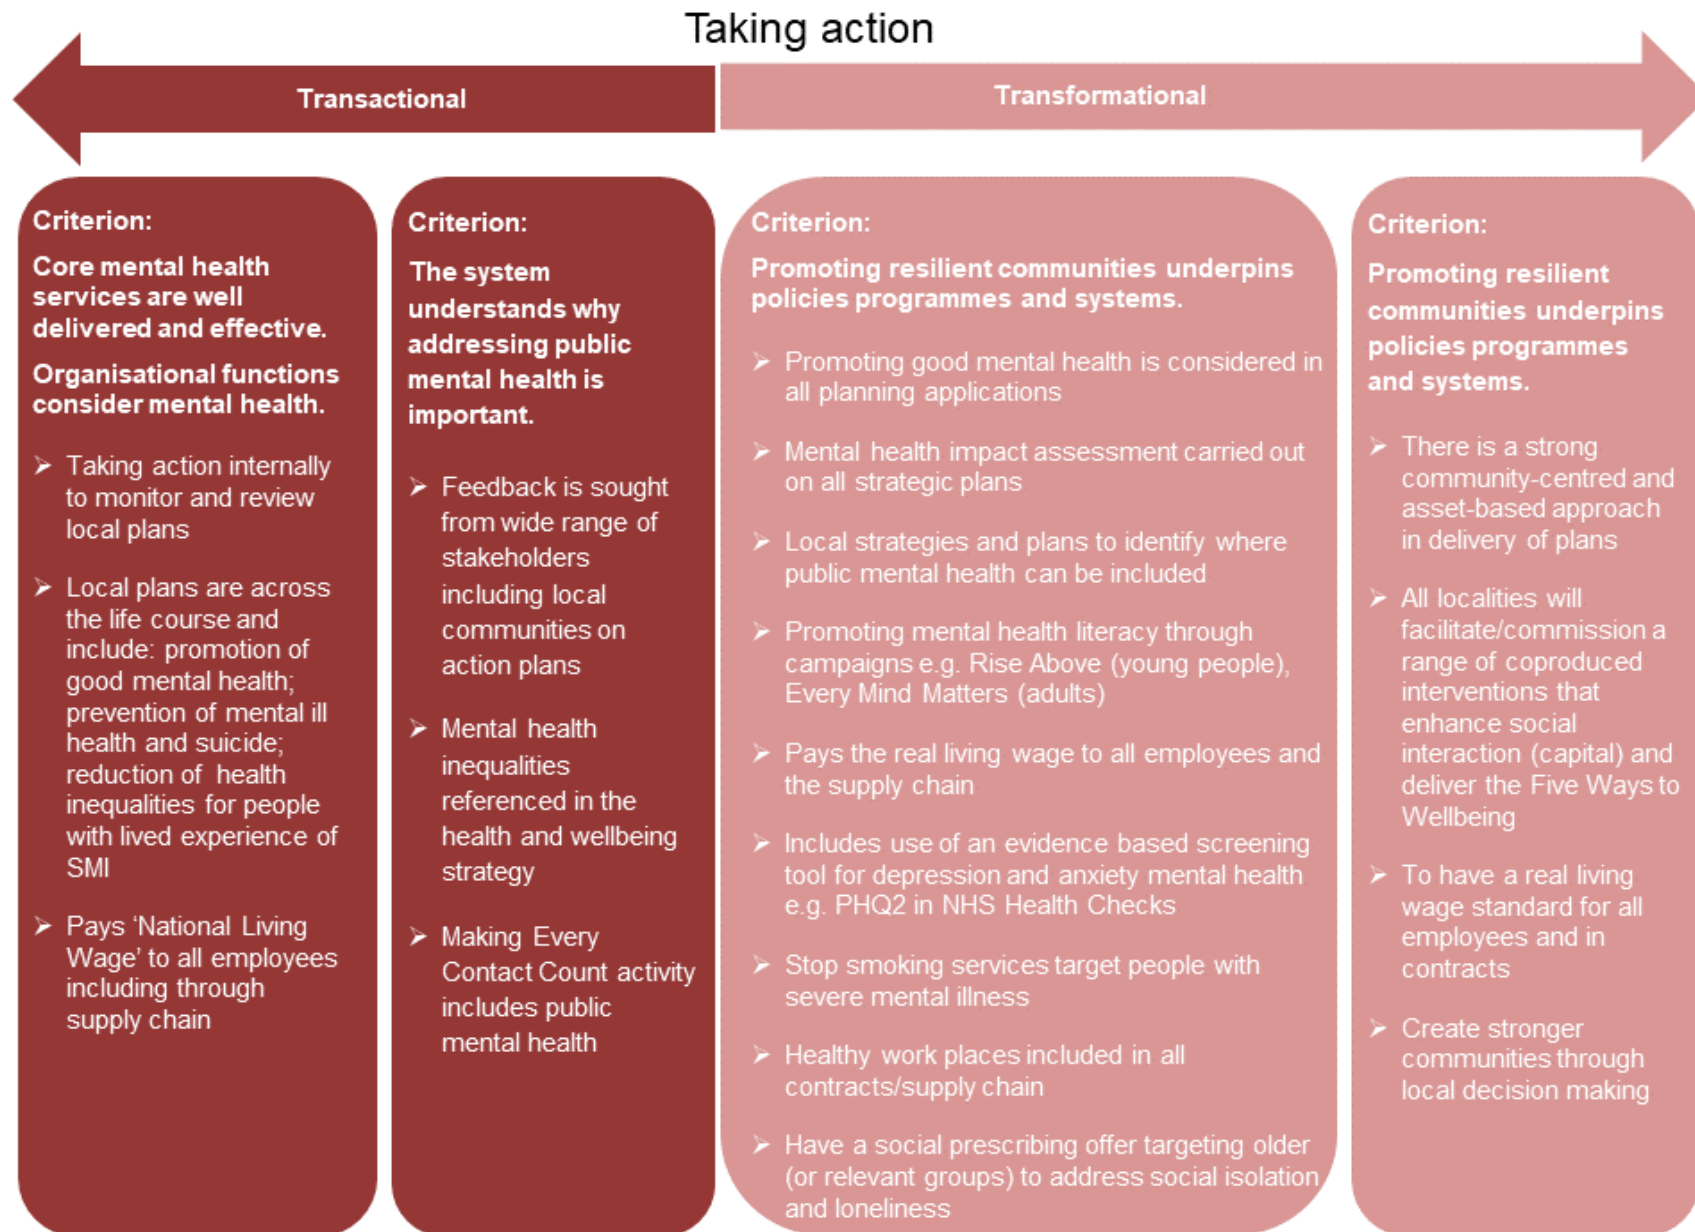 Taking action
Transactional
Transformational
Criterion:
Core mental health
services are well
delivered and effective.
Organisational functions
consider mental health.
➢ Taking action internally
to monitor and review
local plans
➢ Local plans are across
the life course and
include: promotion of
good mental health;
prevention of mental ill
health and suicide;
reduction of health
inequalities for people
with lived experience of
SMI
➢ Pays ‘National Living
Wage’ to all employees
including through
supply chain
Criterion:
The system
understands why
addressing public
mental health is
important.
➢ Feedback is sought
from wide range of
stakeholders
including local
communities on
action plans
➢ Mental health
inequalities
referenced in the
health and wellbeing
strategy
➢ Making Every
Contact Count activity
includes public
mental health
Criterion:
Promoting resilient communities underpins
policies programmes and systems.
➢ Promoting good mental health is considered in
all planning applications
➢ Mental health impact assessment carried out
on all strategic plans
➢ Local strategies and plans to identify where
public mental health can be included
➢ Promoting mental health literacy through
campaigns e.g. Rise Above (young people),
Every Mind Matters (adults)
➢ Pays the real living wage to all employees and
the supply chain
➢ Includes use of an evidence based screening
tool for depression and anxiety mental health
e.g. PHQ2 in NHS Health Checks
➢ Stop smoking services target people with
severe mental illness
➢ Healthy work places included in all
contracts/supply chain
➢ Have a social prescribing offer targeting older
(or relevant groups) to address social isolation
and loneliness
Criterion:
Promoting resilient
communities underpins
policies programmes
and systems.
➢ There is a strong
community-centred and
asset-based approach
in delivery of plans
➢ All localities will
facilitate/commission a
range of coproduced
interventions that
enhance social
interaction (capital) and
deliver the Five Ways to
Wellbeing
➢ To have a real living
wage standard for all
employees and in
contracts
➢ Create stronger
communities through
local decision making